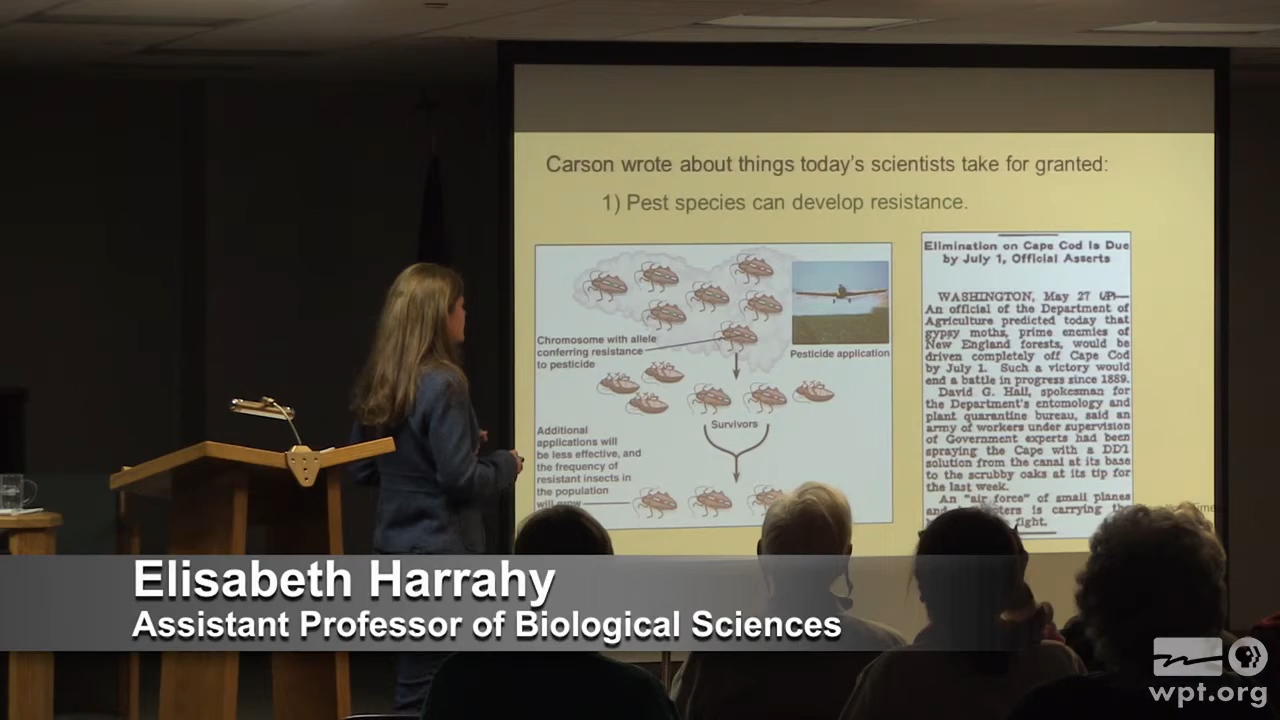 Carson wrote about things today's scientists take for granted:
1) Pest species can develop resistance.
Chromosome with allele
conferring resistance
to pesticide
Pesticide application
Survivors
Additional
applications will
be less effective, and
the frequency of
resistant insects in
the population
will grow
Elimination on Cape Cod Is Due
by July 1, Official Asserts
WASHINGTON, May 27 (UP)—
An official of the Department of
Agriculture predicted today that
gypsy moths, prime enemies of
New England forests, would be
driven completely off Cape Cod
by July 1. Such a victory would
end a battle in progress since 1889.
David G. Hall, spokesman for
the Department's entomology and
plant quarantine bureau, said an
army of workers under supervision
of Government experts had been
spraying the Cape with a DDT
solution from the canal at its base
to the scrubby oaks at its tip for
the last week.
An "air force" of small planes
and is carrying the
fight.
Elisabeth Harrahy
Assistant Professor of Biological Sciences
PBS
wpt.org